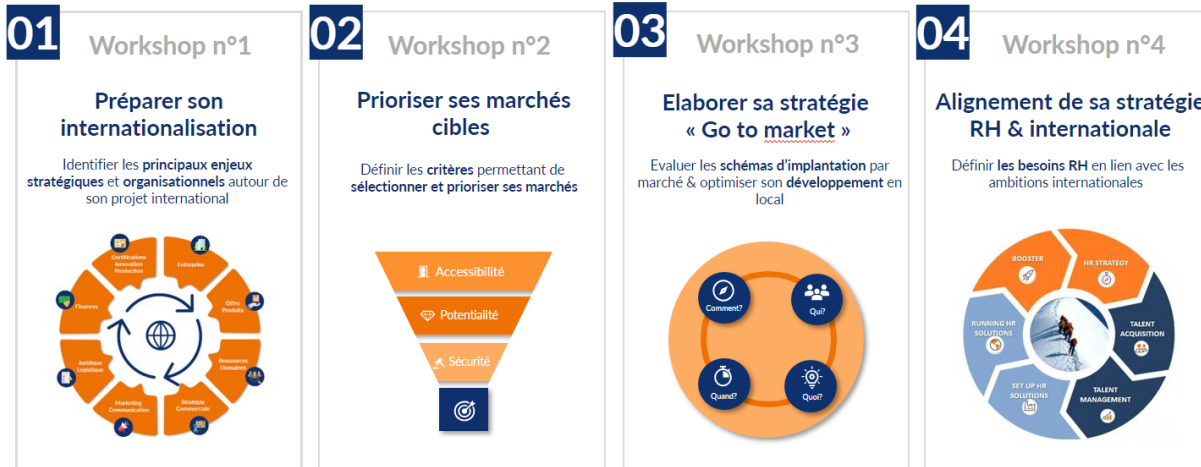 01
Workshop n°1
Préparer son
internationalisation
Identifier les principaux enjeux
stratégiques et organisationnels autour de
son projet international
Certifications
Innovation
Production
Entreprise
Finances
Offre
Produits
Juridique
Logistique
Ressources
Humaines
Marketing
Communication
Stratégie
Commerciale
02
Workshop n°2
Prioriser ses marchés
cibles
Définir les critères permettant de
sélectionner et prioriser ses marchés
Accessibilité
Potentialité
Sécurité
03
Workshop n°3
Elaborer sa stratégie
« Go to market »
Evaluer les schémas d'implantation par
marché & optimiser son développement en
local
Comment?
Qui?
Quand?
Quoi?
04
Workshop n°4
Alignement de sa stratégie
RH & internationale
Définir les besoins RH en lien avec les
ambitions internationales
BOOSTER
HR STRATEGY
RUNNING HR
SOLUTIONS
TALENT
ACQUISITION
SET UP HR
SOLUTIONS
TALENT
MANAGEMENT